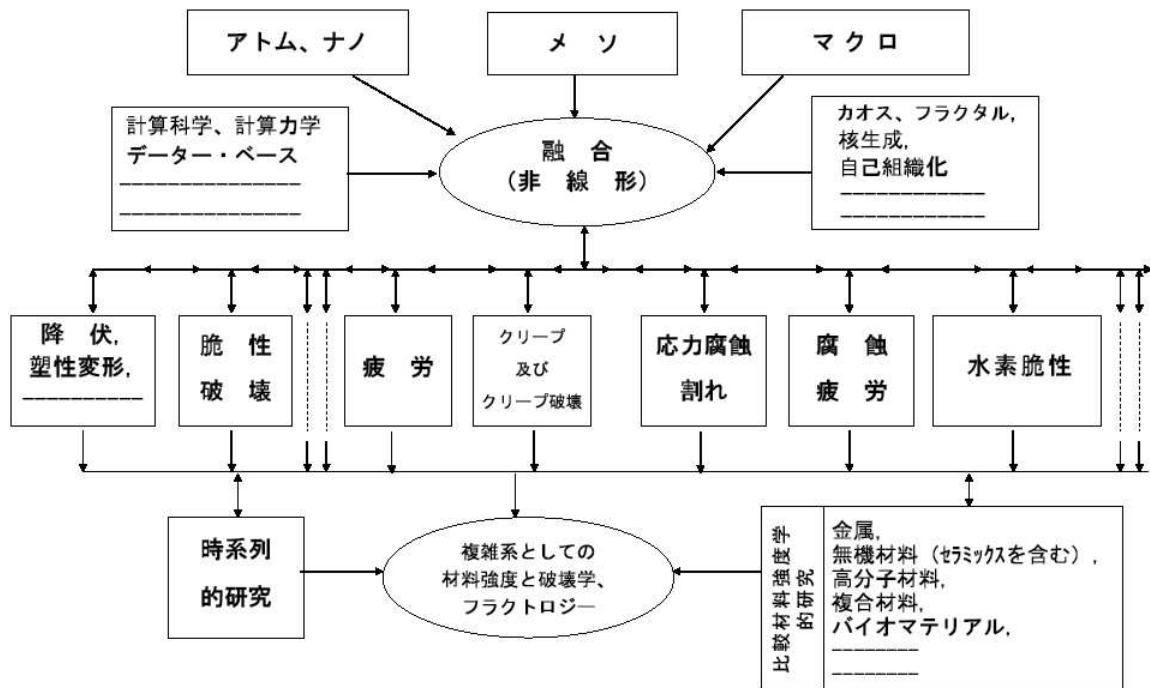 アトム、ナノ
メ ソ
マ ク ロ
計算科学、計算力学
データー・ベース
カオス、フラクタル,
核生成,
自己組織化
融 合
(非 線 形)
降 伏,
塑性変形,
脆 性
破 壊
疲 労
クリープ
及び
クリープ破壊
応力腐蝕
割れ
腐 蝕
疲 労
水素脆性
時系列
的研究
複雑系としての
材料強度と破壊学、
フラクトロジー
比較材料強度学
的研究
金属,
無機材料(セラミックスを含む),
高分子材料,
複合材料,
バイオマテリアル,